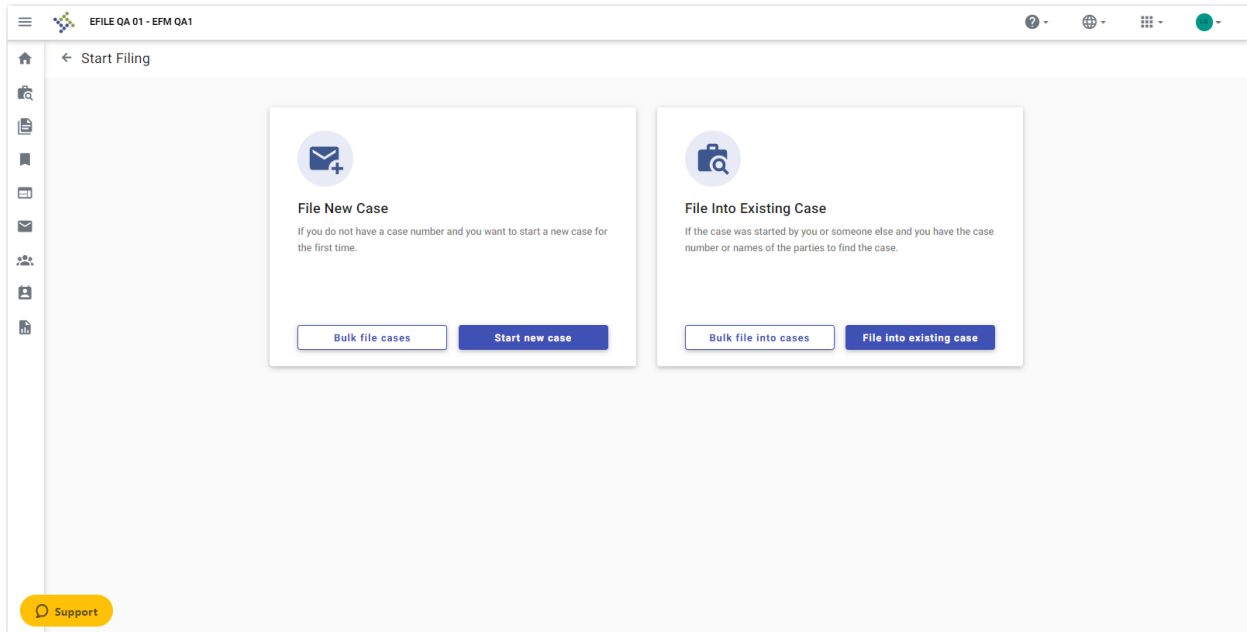 EFILE QA 01 - EFM QA1
Start Filing
File New Case
If you do not have a case number and you want to start a new case for
the first time.
Bulk file cases
Start new case
File Into Existing Case
If the case was started by you or someone else and you have the case
number or names of the parties to find the case.
Bulk file into cases
File into existing case
Support